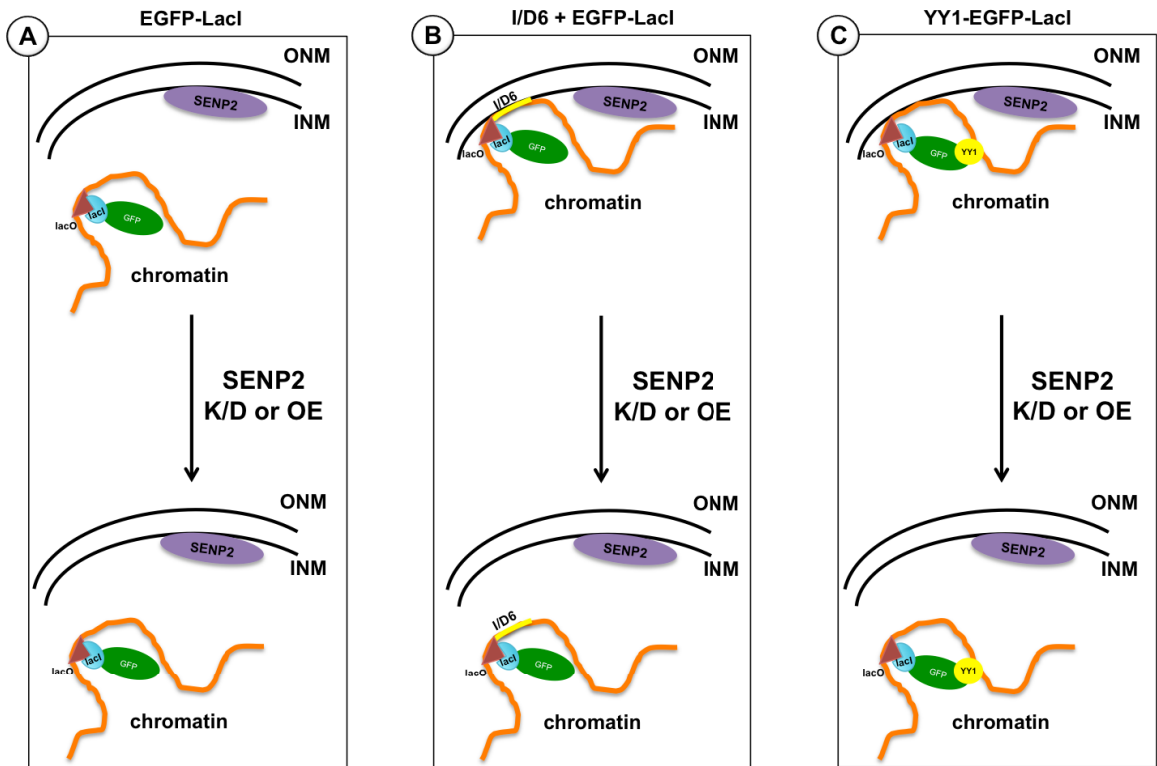 A
EGFP-LacI
ONM
SENP2
INM
lacI
GFP
lacO
chromatin
SENP2
K/D or OE
ONM
SENP2
INM
lacI
GFP
lacO
chromatin
B
I/D6 + EGFP-LacI
ONM
I/D6
SENP2
INM
lacI
GFP
lacO
chromatin
SENP2
K/D or OE
ONM
SENP2
INM
I/D6
lacI
GFP
lacO
chromatin
C
YY1-EGFP-LacI
ONM
SENP2
INM
lacI
GFP
YY1
lacO
chromatin
SENP2
K/D or OE
ONM
SENP2
INM
lacI
GFP
YY1
lacO
chromatin